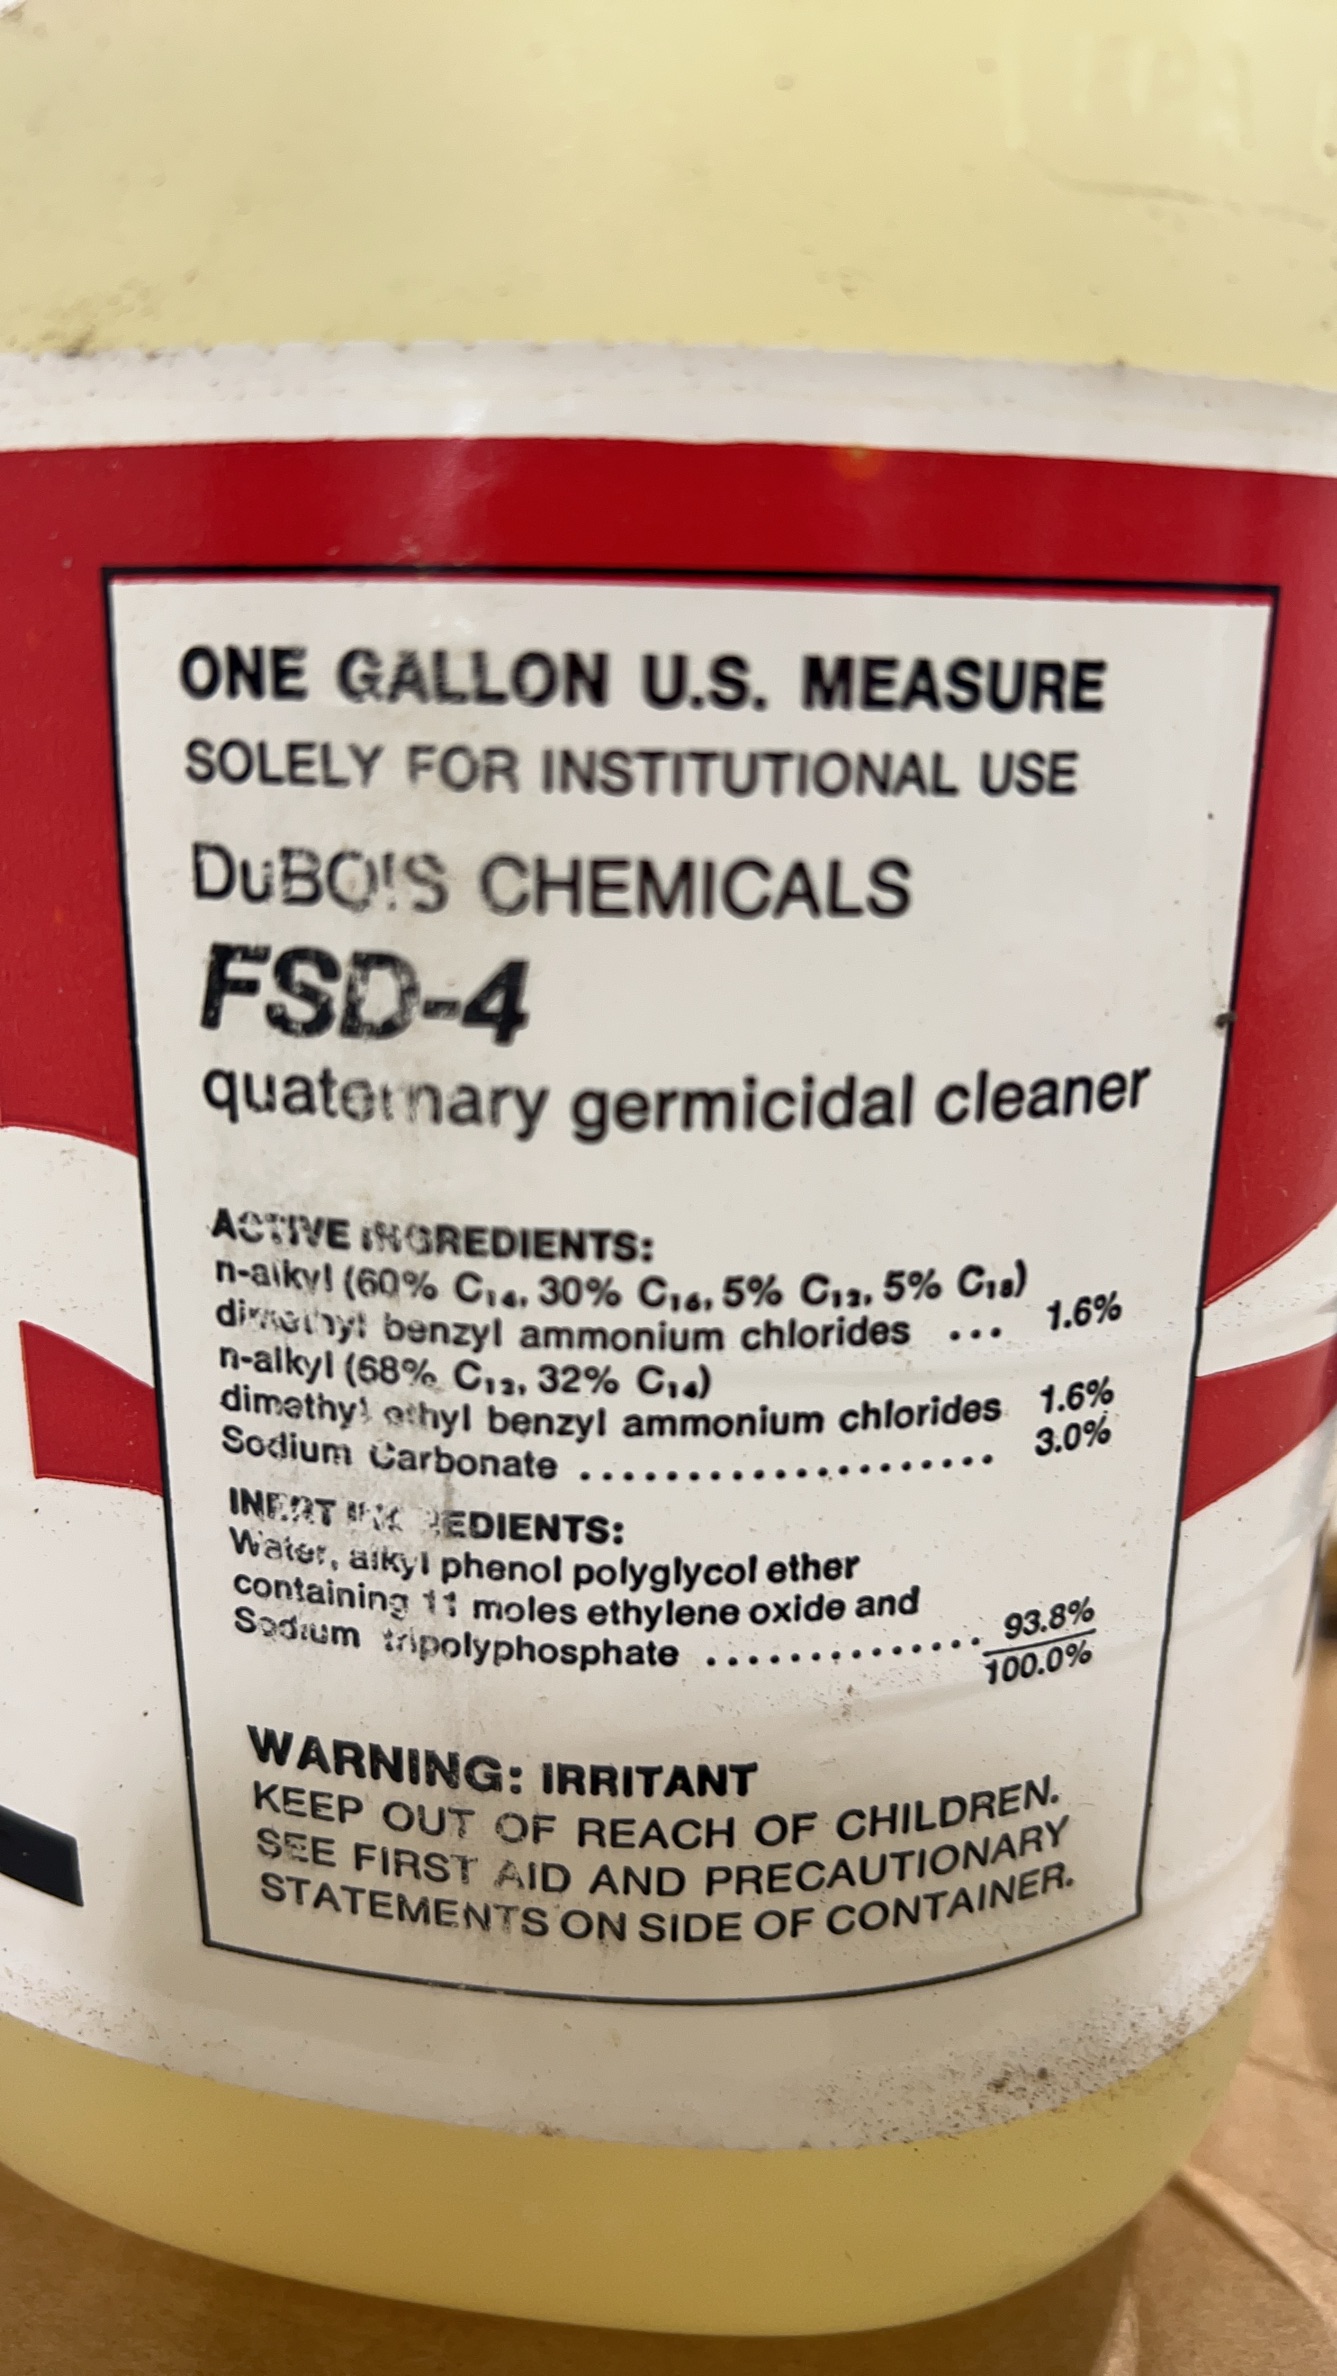 ONE GALLON U.S. MEASURE
SOLELY FOR INSTITUTIONAL USE
DuBOIS CHEMICALS
FSD-4
quaternary germicidal cleaner
ACTIVE INGREDIENTS:
n-alkyl (60% C₁₄, 30% C₁₆, 5% C₁₂, 5% C₁₈)
dimethyl benzyl ammonium chlorides ... 1.6%
n-alkyl (68% C₁₂, 32% C₁₄)
dimethyl ethyl benzyl ammonium chlorides 1.6%
Sodium Carbonate .................... 3.0%
INERT INGREDIENTS:
Water, alkyl phenol polyglycol ether
containing 11 moles ethylene oxide and
Sodium tripolyphosphate ............. 93.8%
100.0%
WARNING: IRRITANT
KEEP OUT OF REACH OF CHILDREN.
SEE FIRST AID AND PRECAUTIONARY
STATEMENTS ON SIDE OF CONTAINER.